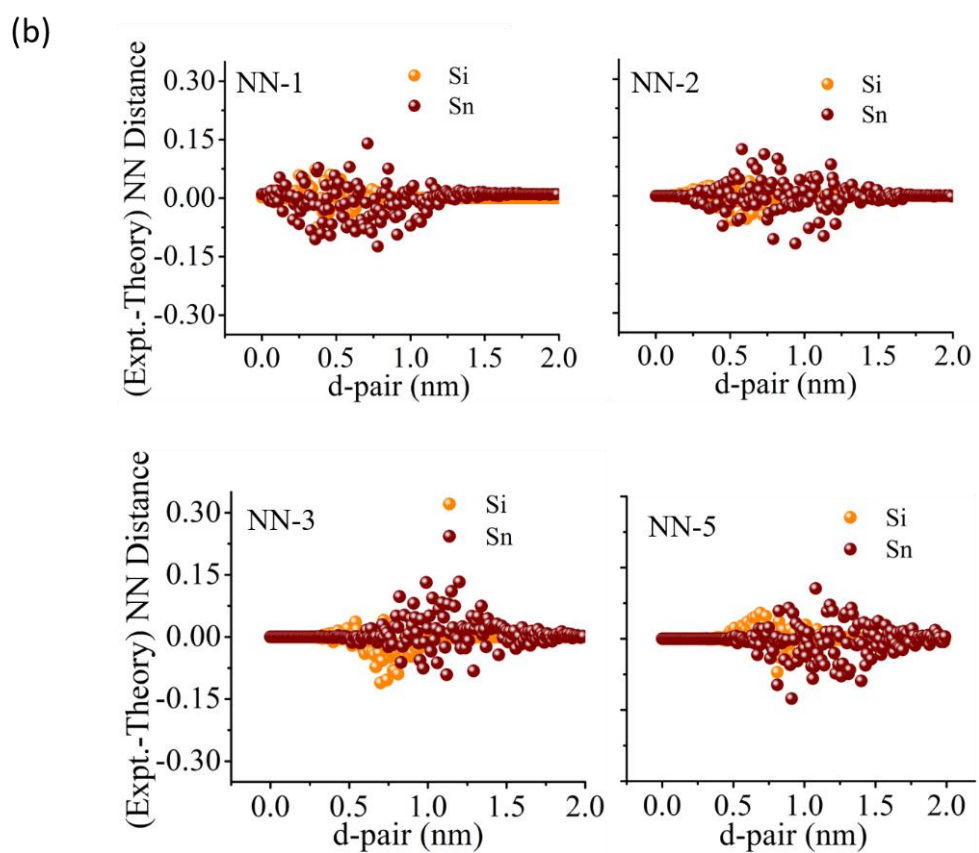 (b)
(Expt.-Theory) NN Distance
0.30
0.15
0.00
-0.15
-0.30
NN-1
Si
Sn
0.0 0.5 1.0 1.5 2.0
d-pair (nm)
NN-2
Si
Sn
0.0 0.5 1.0 1.5 2.0
d-pair (nm)
(Expt.-Theory) NN Distance
0.30
0.15
0.00
-0.15
-0.30
NN-3
Si
Sn
0.0 0.5 1.0 1.5 2.0
d-pair (nm)
NN-5
Si
Sn
0.0 0.5 1.0 1.5 2.0
d-pair (nm)